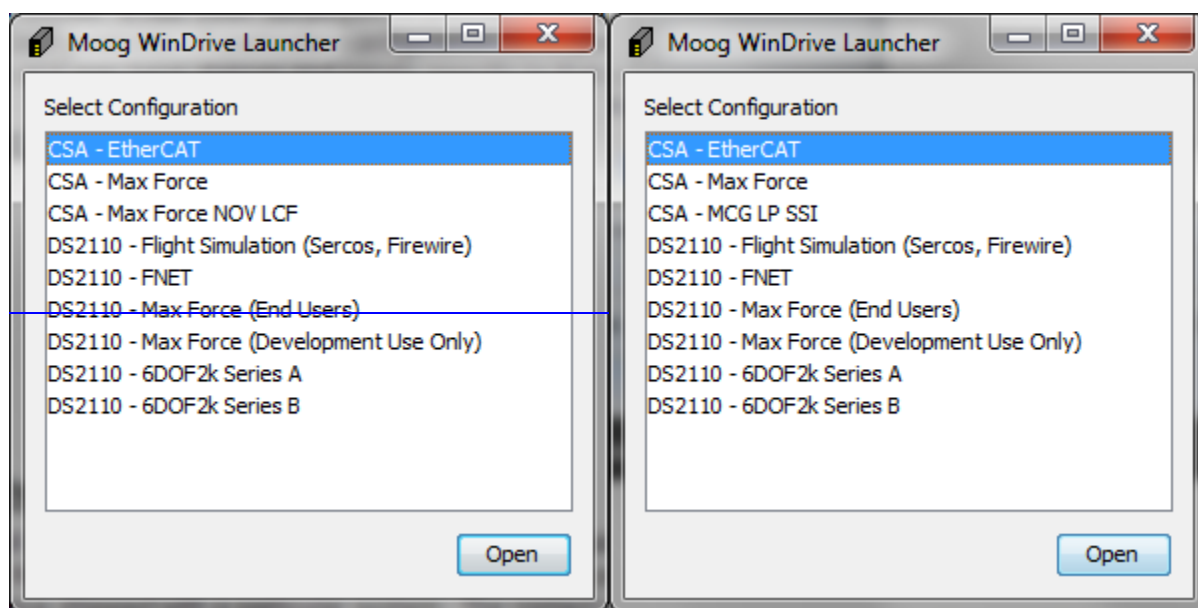 Moog WinDrive Launcher
Select Configuration
CSA - EtherCAT
CSA - Max Force
CSA - Max Force NOV LCF
DS2110 - Flight Simulation (Sercos, Firewire)
DS2110 - FNET
DS2110 - Max Force (End Users)
DS2110 - Max Force (Development Use Only)
DS2110 - 6DOF2k Series A
DS2110 - 6DOF2k Series B
Open
Moog WinDrive Launcher
Select Configuration
CSA - EtherCAT
CSA - Max Force
CSA - MCG LP SSI
DS2110 - Flight Simulation (Sercos, Firewire)
DS2110 - FNET
DS2110 - Max Force (End Users)
DS2110 - Max Force (Development Use Only)
DS2110 - 6DOF2k Series A
DS2110 - 6DOF2k Series B
Open